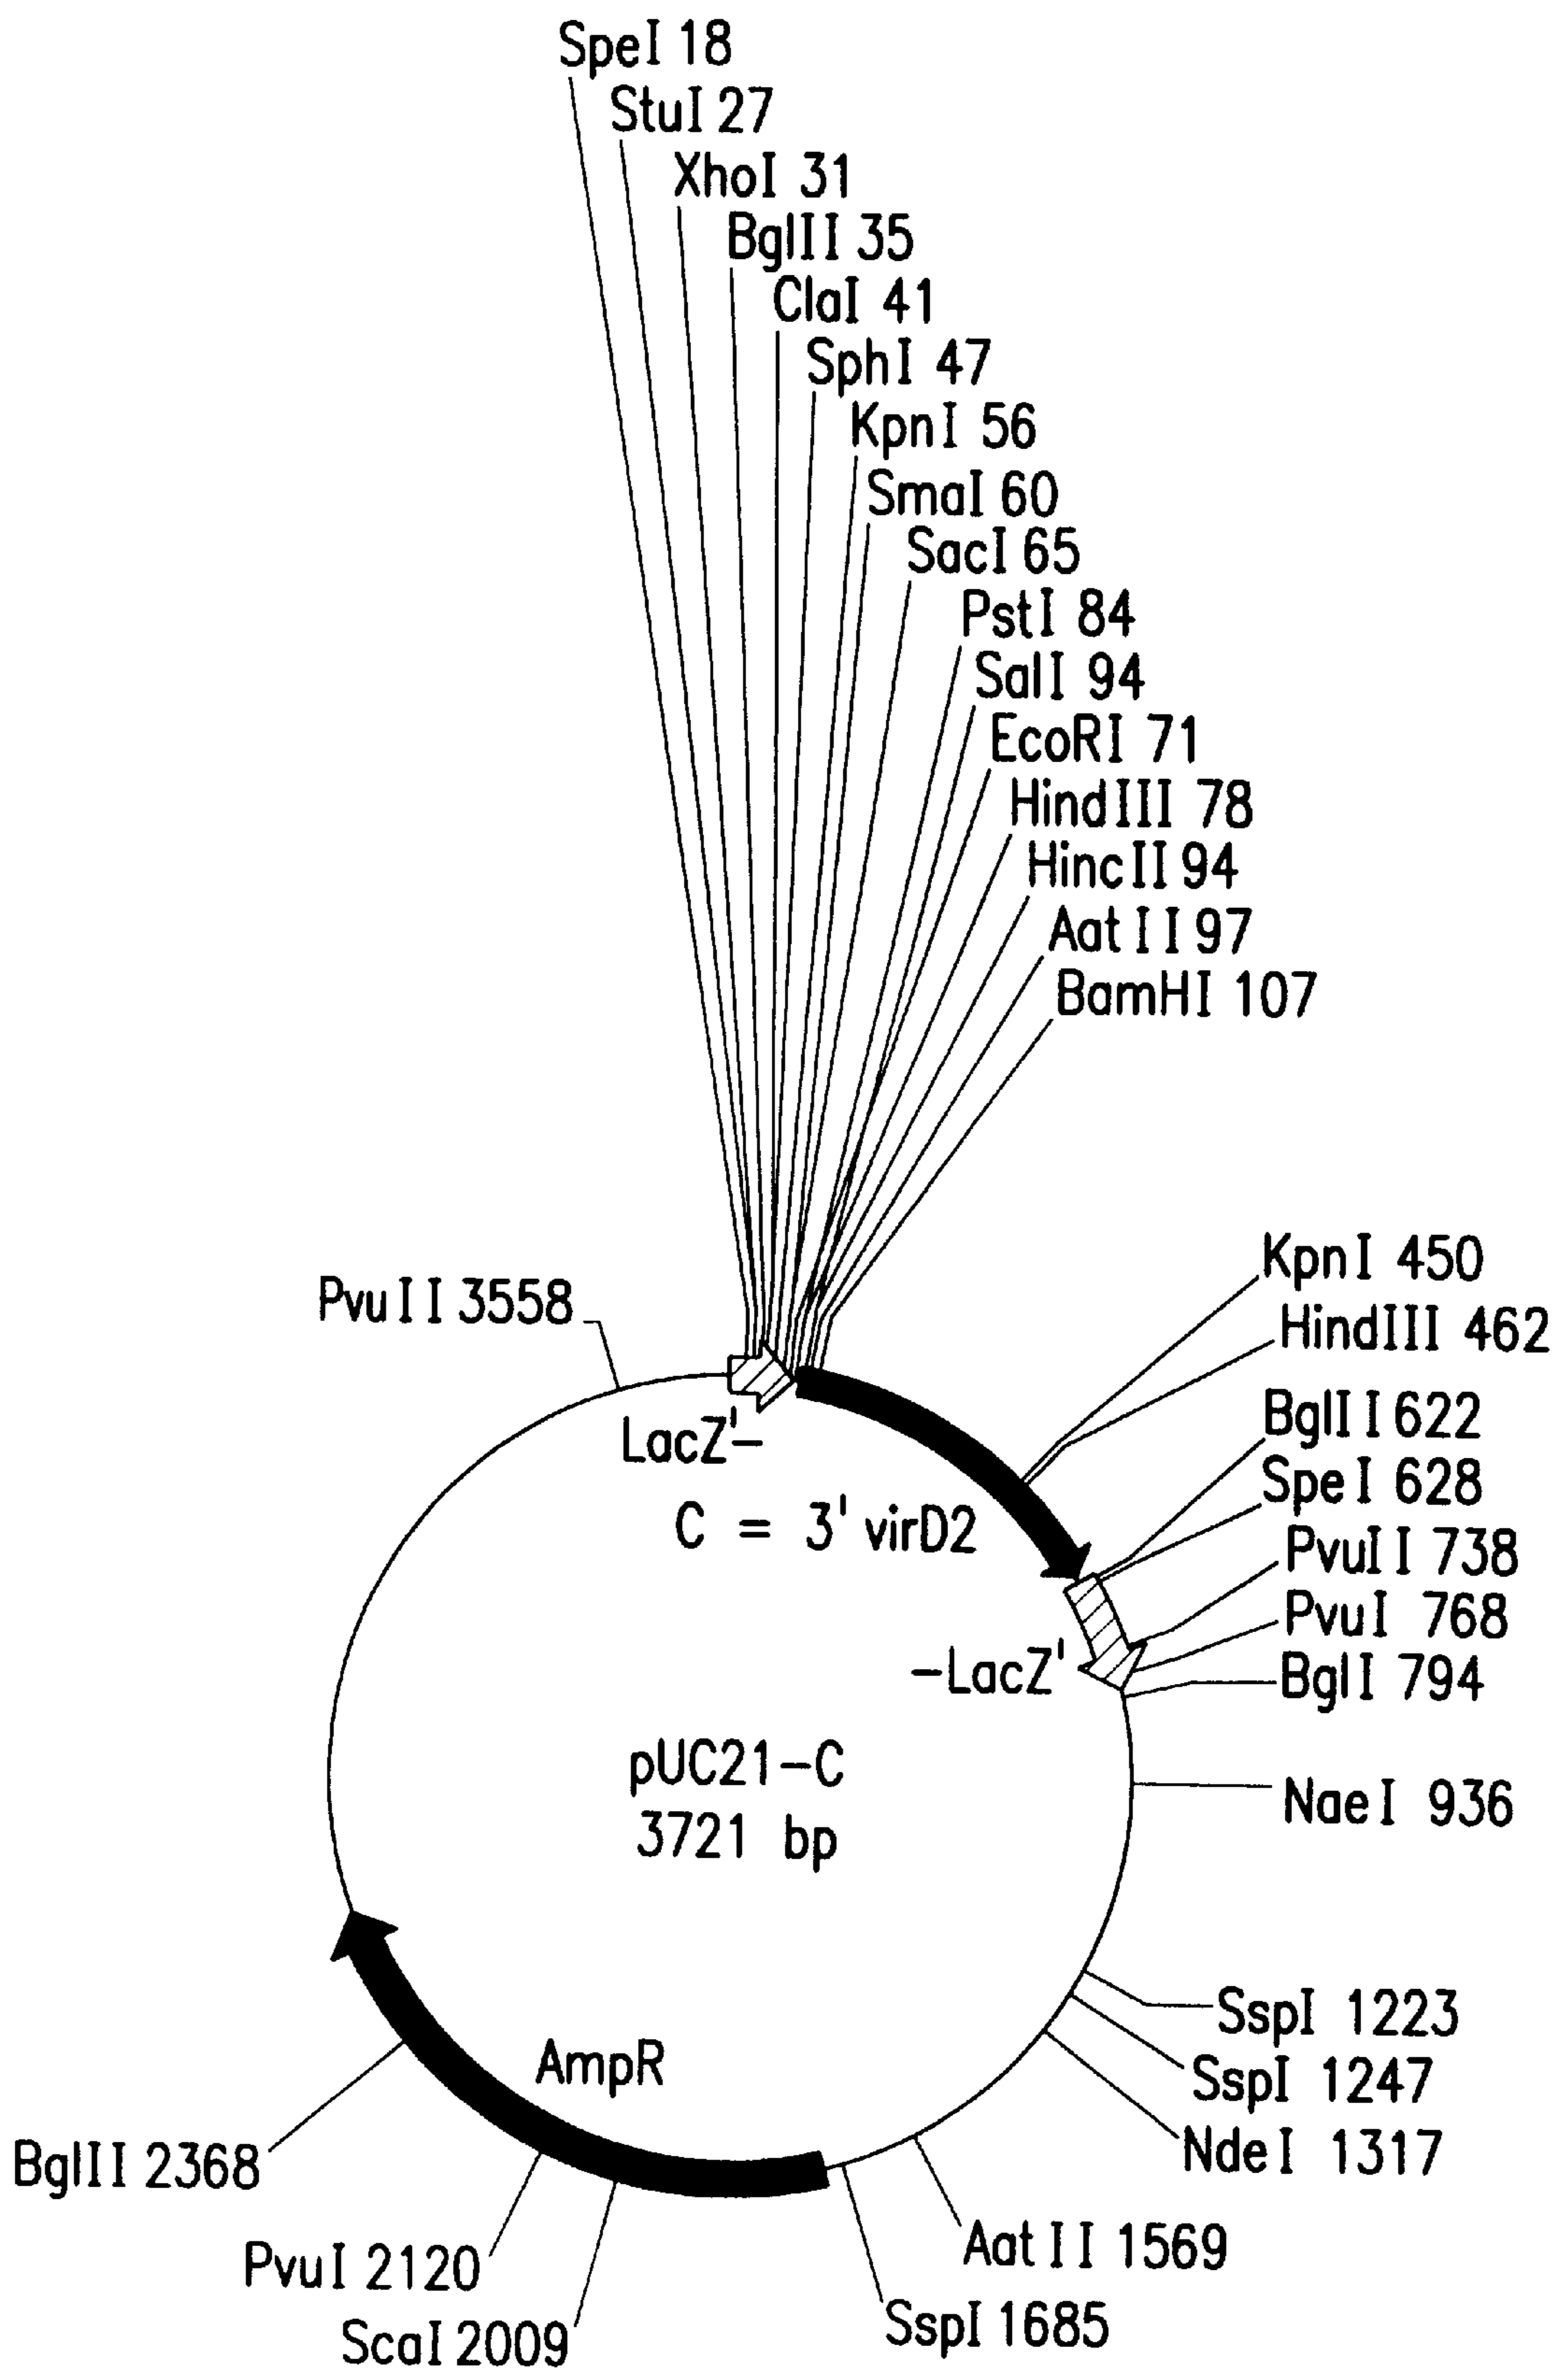 SpeI 18
StuI 27
XhoI 31
BglII 35
ClaI 41
SphI 47
KpnI 56
SmaI 60
SacI 65
PstI 84
SalI 94
EcoRI 71
HindIII 78
HincII 94
AatII 97
BamHI 107
KpnI 450
PvuII 3558
HindIII 462
BglII 622
LacZ'-
SpeI 628
C = 3' virD2
PvuII 738
PvuI 768
-LacZ'
BglI 794
pUC21-C
NaeI 936
3721 bp
SspI 1223
AmpR
SspI 1247
NdeI 1317
BglII 2368
AatII 1569
PvuI 2120
SspI 1685
ScaI 2009